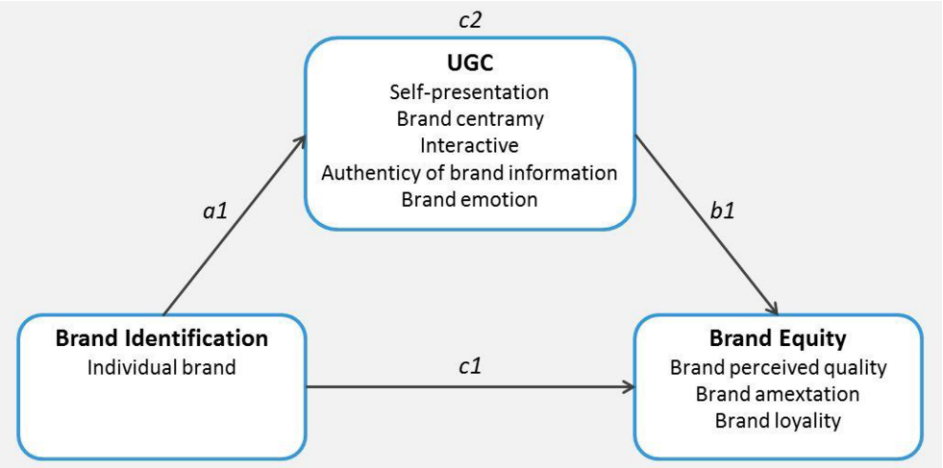 c2
UGC
Self-presentation
Brand centramy
Interactive
Authenticy of brand information
Brand emotion
a1
b1
Brand Identification
Individual brand
c1
Brand Equity
Brand perceived quality
Brand amextation
Brand loyality